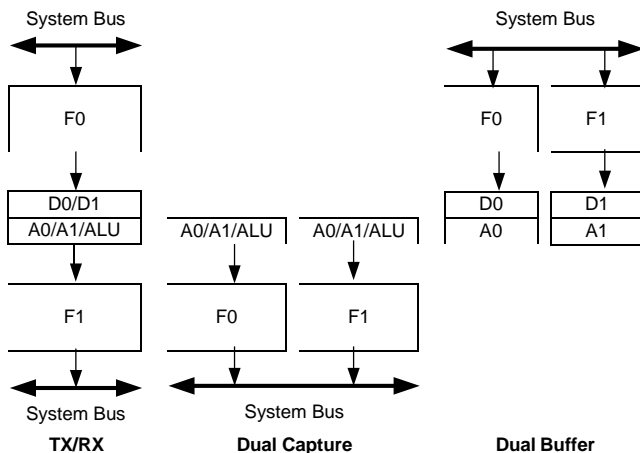 System Bus
System Bus
F0
F0
F1
D0/D1
D0
D1
A0/A1/ALU
A0/A1/ALU
A0/A1/ALU
A0
A1
F1
F0
F1
System Bus
System Bus
TX/RX
Dual Capture
Dual Buffer